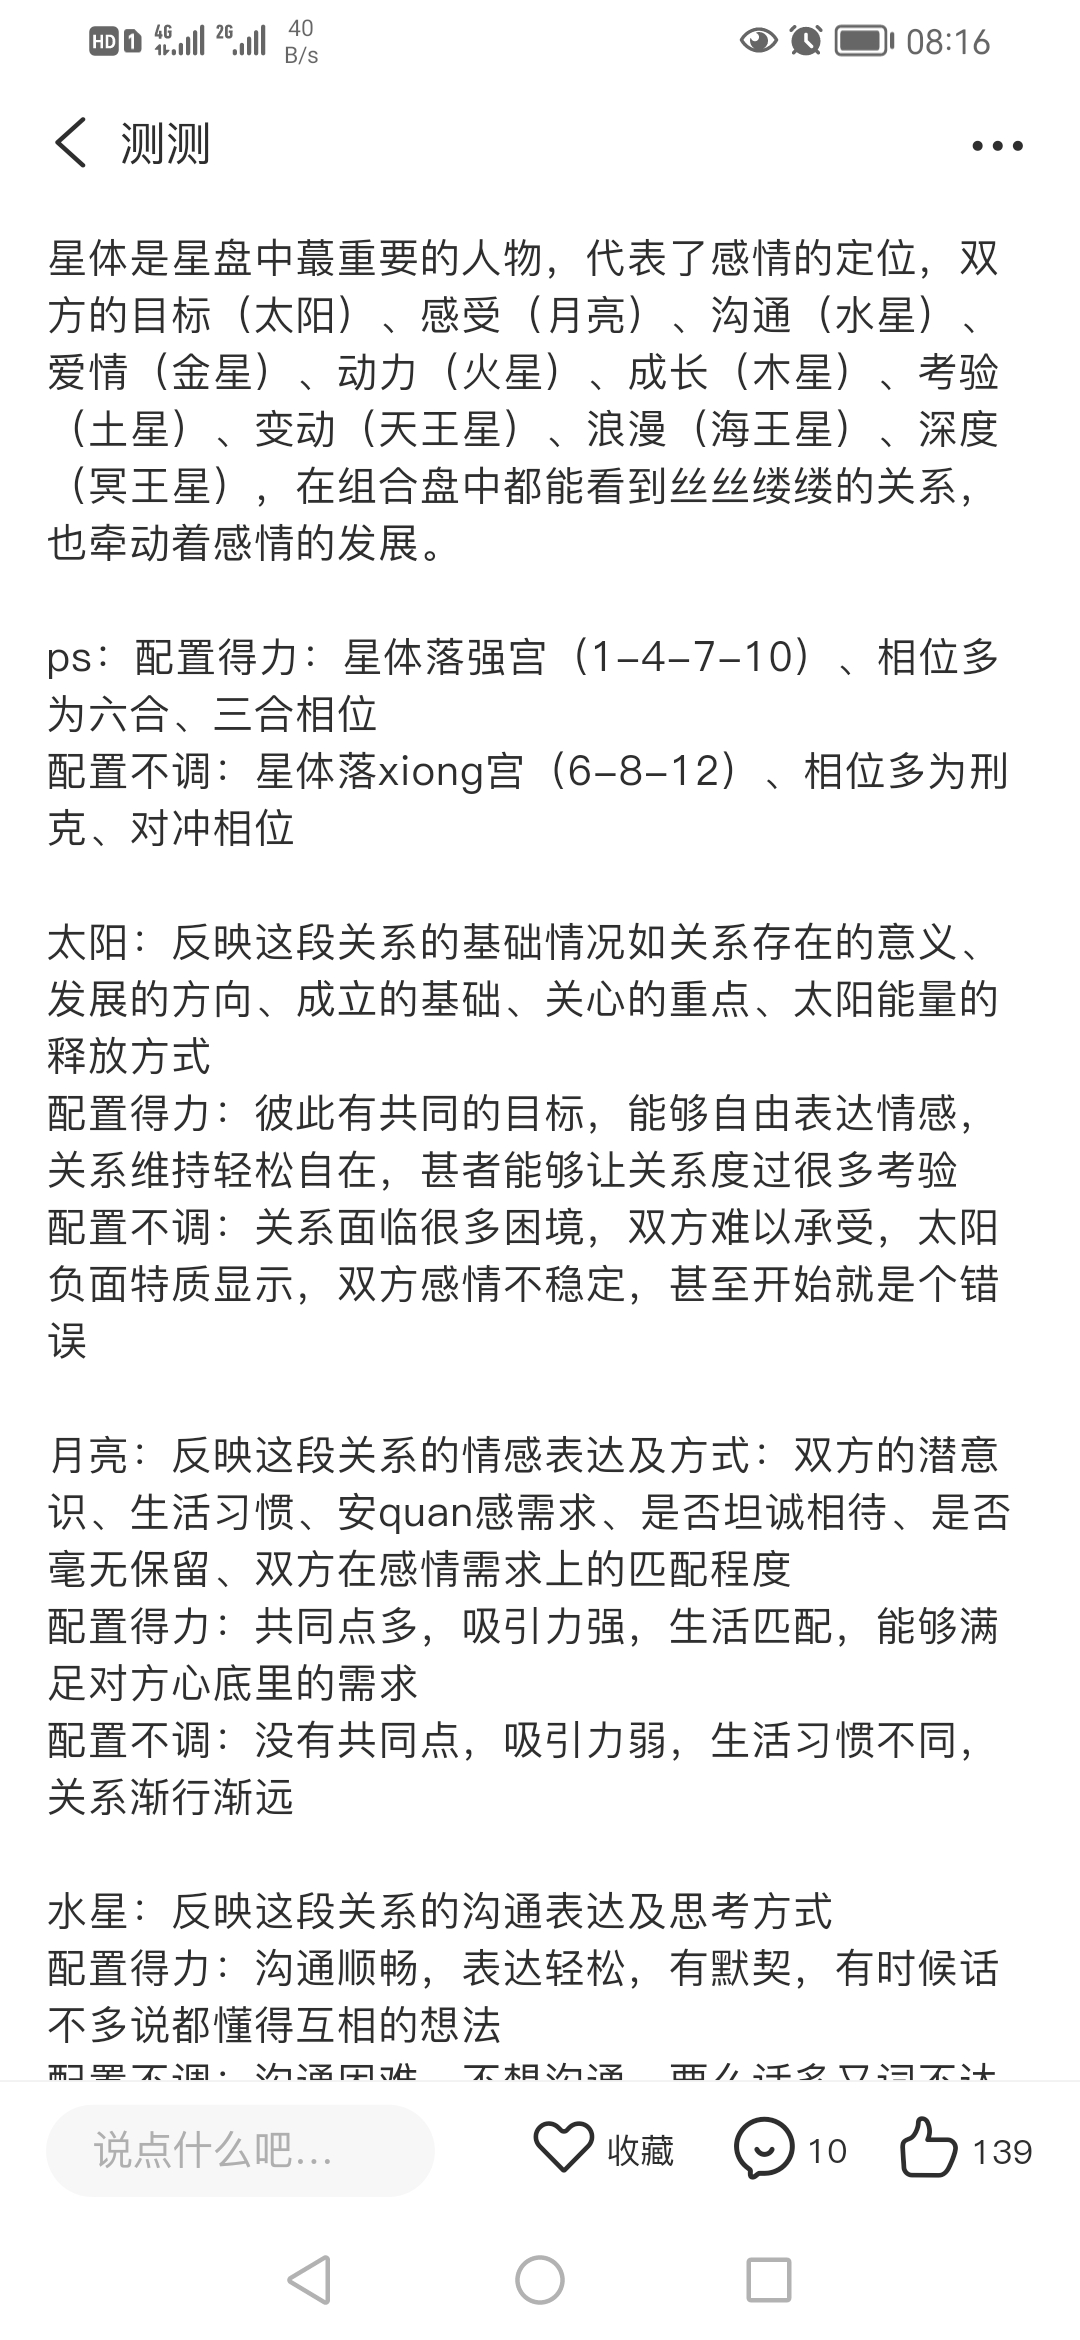 HD 1 4G 2G 40 B/s 08:16
测测
星体是星盘中蕞重要的人物，代表了感情的定位，双
方的目标（太阳）、感受（月亮）、沟通（水星）、
爱情（金星）、动力（火星）、成长（木星）、考验
（土星）、变动（天王星）、浪漫（海王星）、深度
（冥王星），在组合盘中都能看到丝丝缕缕的关系，
也牵动着感情的发展。
ps：配置得力：星体落强宫（1-4-7-10）、相位多
为六合、三合相位
配置不调：星体落xiong宫（6-8-12）、相位多为刑
克、对冲相位
太阳：反映这段关系的基础情况如关系存在的意义、
发展的方向、成立的基础、关心的重点、太阳能量的
释放方式
配置得力：彼此有共同的目标，能够自由表达情感，
关系维持轻松自在，甚者能够让关系度过很多考验
配置不调：关系面临很多困境，双方难以承受，太阳
负面特质显示，双方感情不稳定，甚至开始就是个错
误
月亮：反映这段关系的情感表达及方式：双方的潜意
识、生活习惯、安quan感需求、是否坦诚相待、是否
毫无保留、双方在感情需求上的匹配程度
配置得力：共同点多，吸引力强，生活匹配，能够满
足对方心底里的需求
配置不调：没有共同点，吸引力弱，生活习惯不同，
关系渐行渐远
水星：反映这段关系的沟通表达及思考方式
配置得力：沟通顺畅，表达轻松，有默契，有时候话
不多说都懂得互相的想法
配置不调：沟通困难，不想沟通，要么话多又词不达
说点什么吧... 收藏 10 139